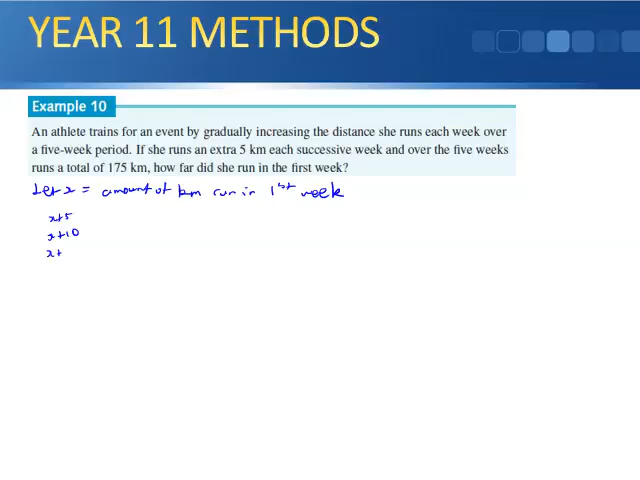 YEAR 11 METHODS
Example 10
An athlete trains for an event by gradually increasing the distance she runs each week over
a five-week period. If she runs an extra 5 km each successive week and over the five weeks
runs a total of 175 km, how far did she run in the first week?
Let x = amount of km run in 1st week
x+5
x+10
x+